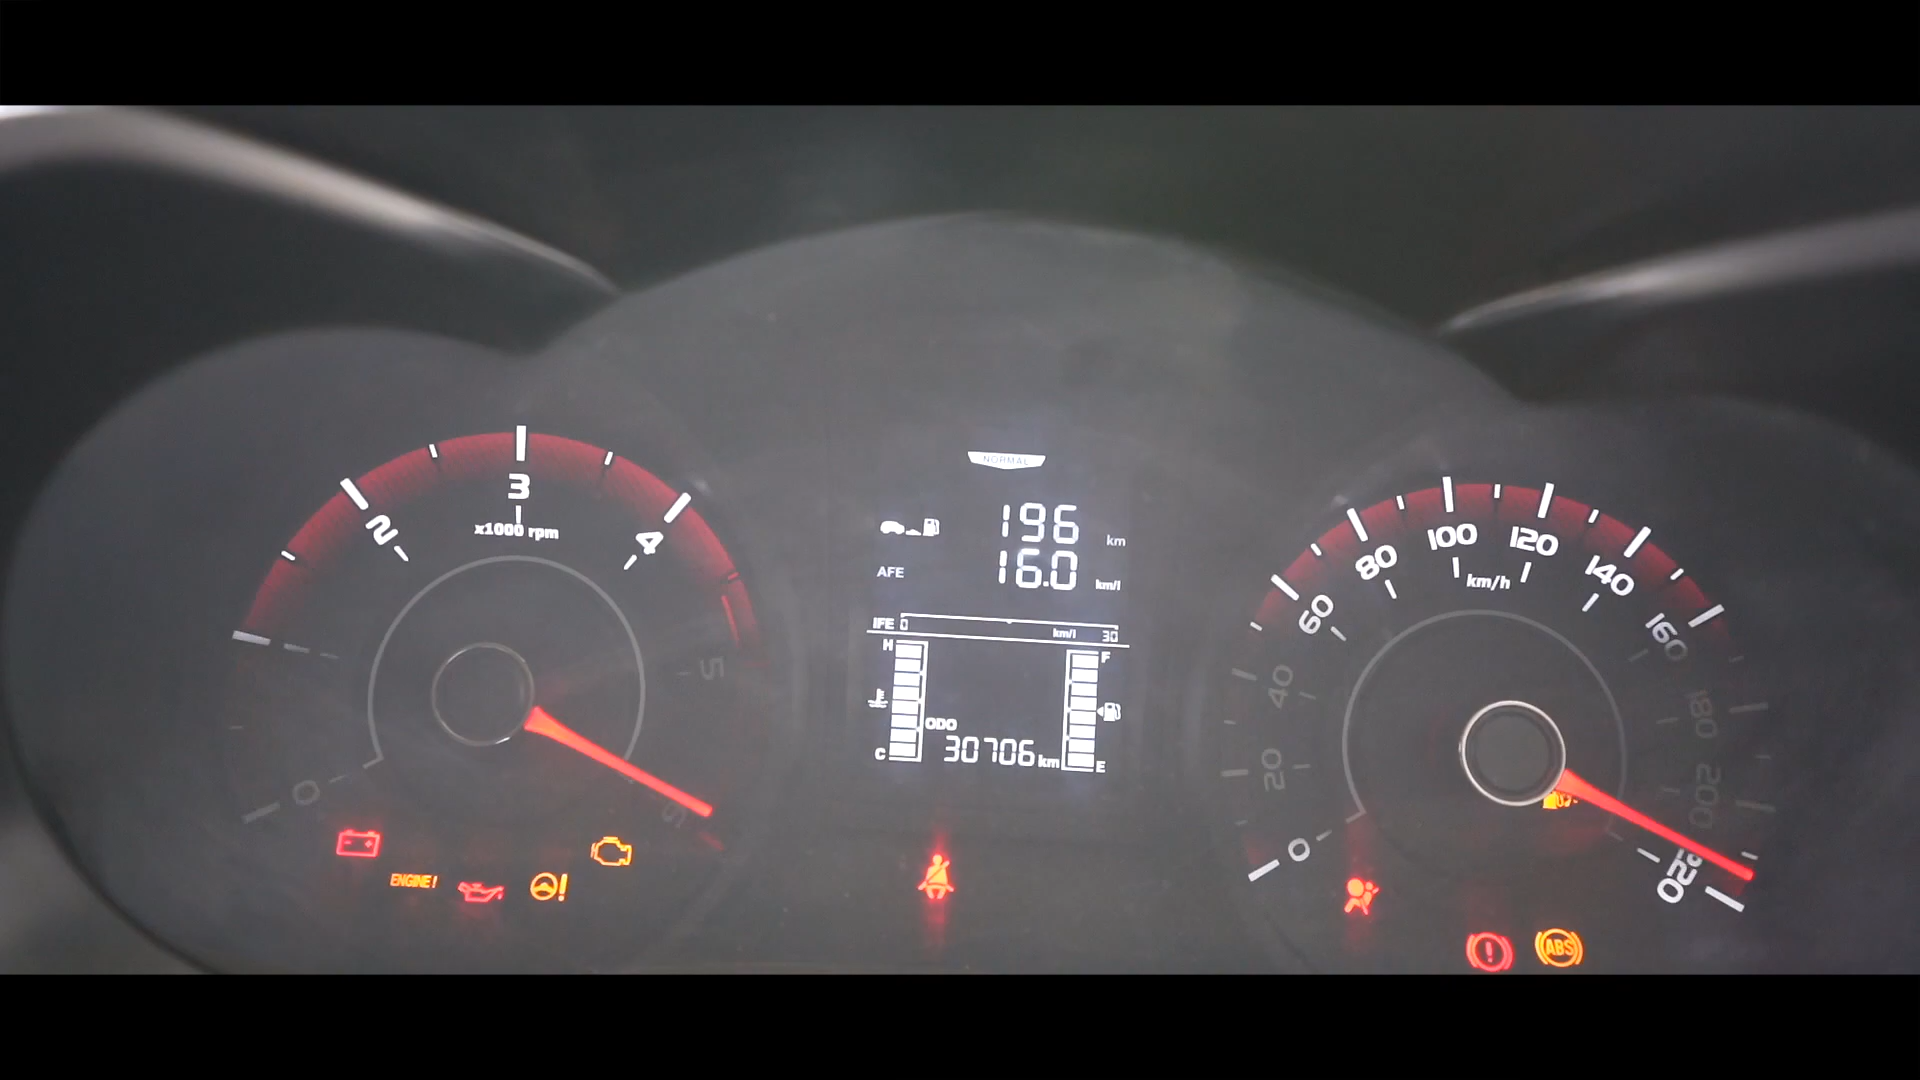 NORMAL
196 km
AFE 16.0 km/l
IFE 0 km/l 30
H
F
E
C
E
ODO
30706 km
0
2
3
4
5
6
x1000 rpm
0
20
40
60
80
100
120
140
160
180
200
220
km/h
ENGINE!
!
!
ABS